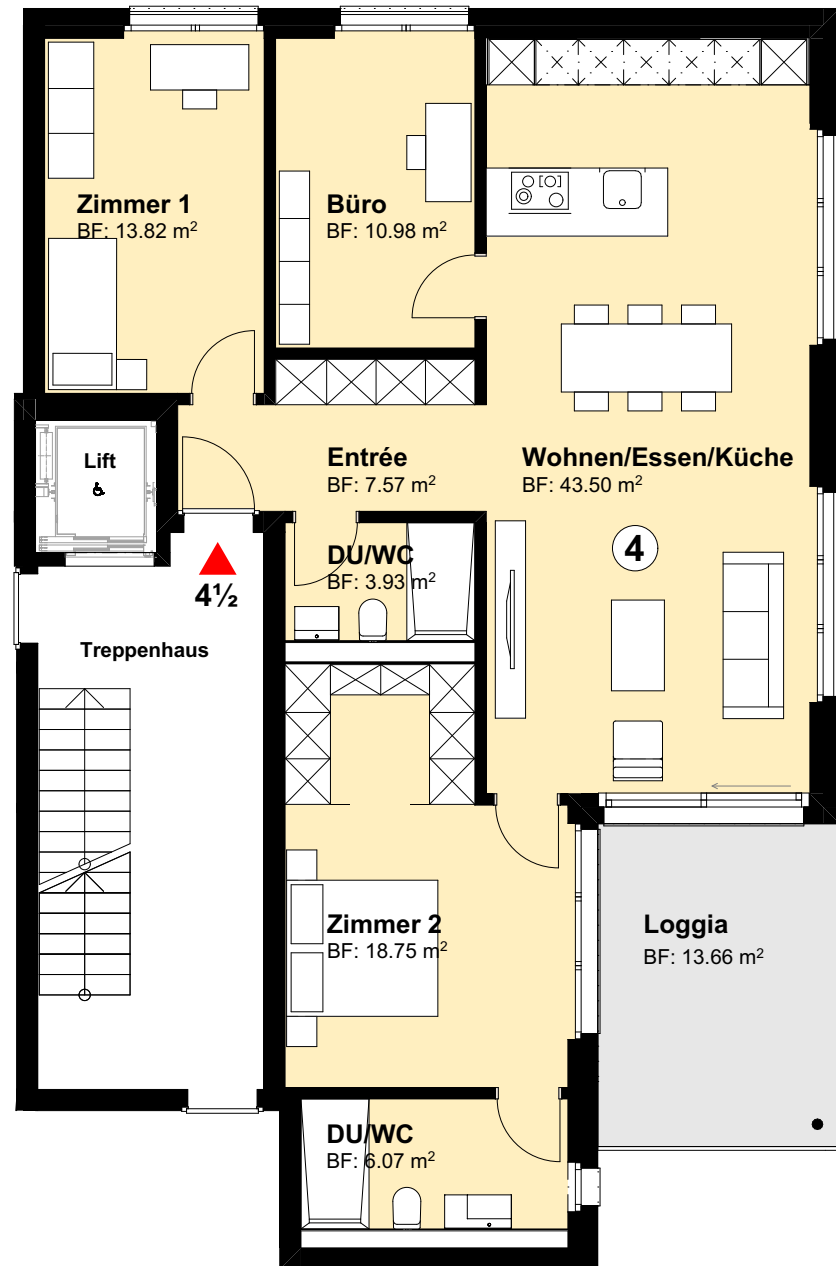 Zimmer 1
BF: 13.82 m²
Büro
BF: 10.98 m²
Lift
Entrée
BF: 7.57 m²
Wohnen/Essen/Küche
BF: 43.50 m²
DU/WC
BF: 3.93 m²
4
4½
Treppenhaus
Zimmer 2
BF: 18.75 m²
Loggia
BF: 13.66 m²
DU/WC
BF: 6.07 m²